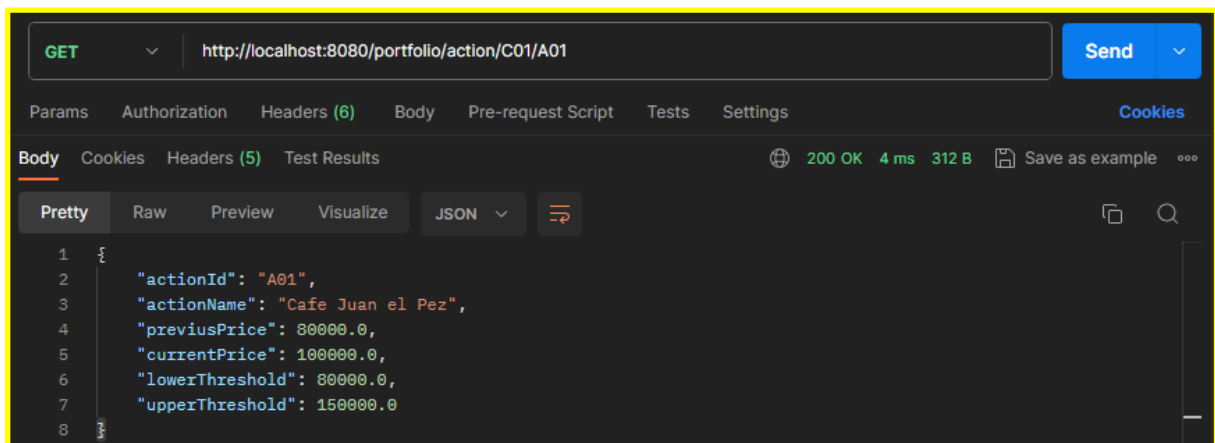 GET http://localhost:8080/portfolio/action/C01/A01 Send
Params Authorization Headers (6) Body Pre-request Script Tests Settings Cookies
Body Cookies Headers (5) Test Results 200 OK 4 ms 312 B Save as example
Pretty Raw Preview Visualize JSON
1 {
2 "actionId": "A01",
3 "actionName": "Cafe Juan el Pez",
4 "previusPrice": 80000.0,
5 "currentPrice": 100000.0,
6 "lowerThreshold": 80000.0,
7 "upperThreshold": 150000.0
8 }